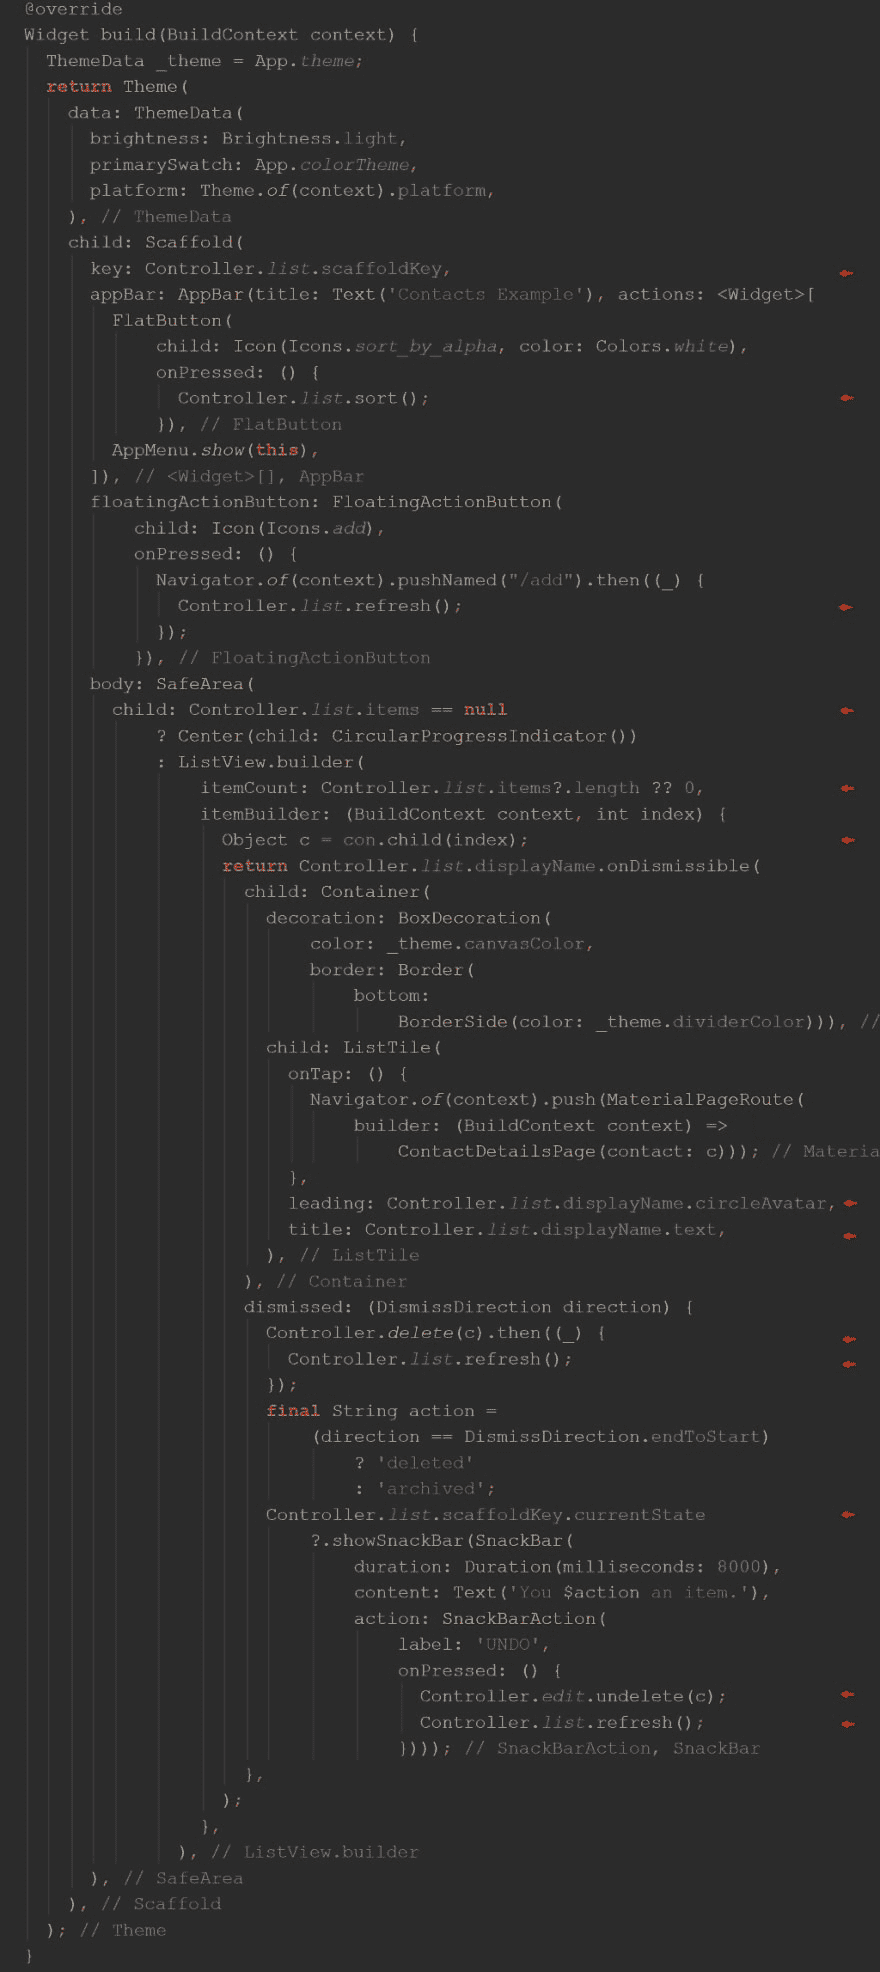 @override
Widget build(BuildContext context) {
ThemeData _theme = App.theme;
return Theme(
data: ThemeData(
brightness: Brightness.light,
primarySwatch: App.colorTheme,
platform: Theme.of(context).platform,
), // ThemeData
child: Scaffold(
key: Controller.list.scaffoldKey,
appBar: AppBar(title: Text('Contacts Example'), actions: <Widget>[
FlatButton(
child: Icon(Icons.sort_by_alpha, color: Colors.white),
onPressed: () {
Controller.list.sort();
}), // FlatButton
AppMenu.show(this),
]), // <Widget>[], AppBar
floatingActionButton: FloatingActionButton(
child: Icon(Icons.add),
onPressed: () {
Navigator.of(context).pushNamed("/add").then((_) {
Controller.list.refresh();
});
}), // FloatingActionButton
body: SafeArea(
child: Controller.list.items == null
? Center(child: CircularProgressIndicator())
: ListView.builder(
itemCount: Controller.list.items?.length ?? 0,
itemBuilder: (BuildContext context, int index) {
Object c = con.child(index);
return Controller.list.displayName.onDismissible(
child: Container(
decoration: BoxDecoration(
color: _theme.canvasColor,
border: Border(
bottom:
BorderSide(color: _theme.dividerColor))), //
child: ListTile(
onTap: () {
Navigator.of(context).push(MaterialPageRoute(
builder: (BuildContext context) =>
ContactDetailsPage(contact: c))); // Materia
},
leading: Controller.list.displayName.circleAvatar,
title: Controller.list.displayName.text,
), // ListTile
), // Container
dismissed: (DismissDirection direction) {
Controller.delete(c).then((_) {
Controller.list.refresh();
});
final String action =
(direction == DismissDirection.endToStart)
? 'deleted'
: 'archived';
Controller.list.scaffoldKey.currentState
?.showSnackBar(SnackBar(
duration: Duration(milliseconds: 8000),
content: Text('You $action an item.'),
action: SnackBarAction(
label: 'UNDO',
onPressed: () {
Controller.edit.undelete(c);
Controller.list.refresh();
}))); // SnackBarAction, SnackBar
},
);
},
), // ListView.builder
), // SafeArea
), // Scaffold
); // Theme
}